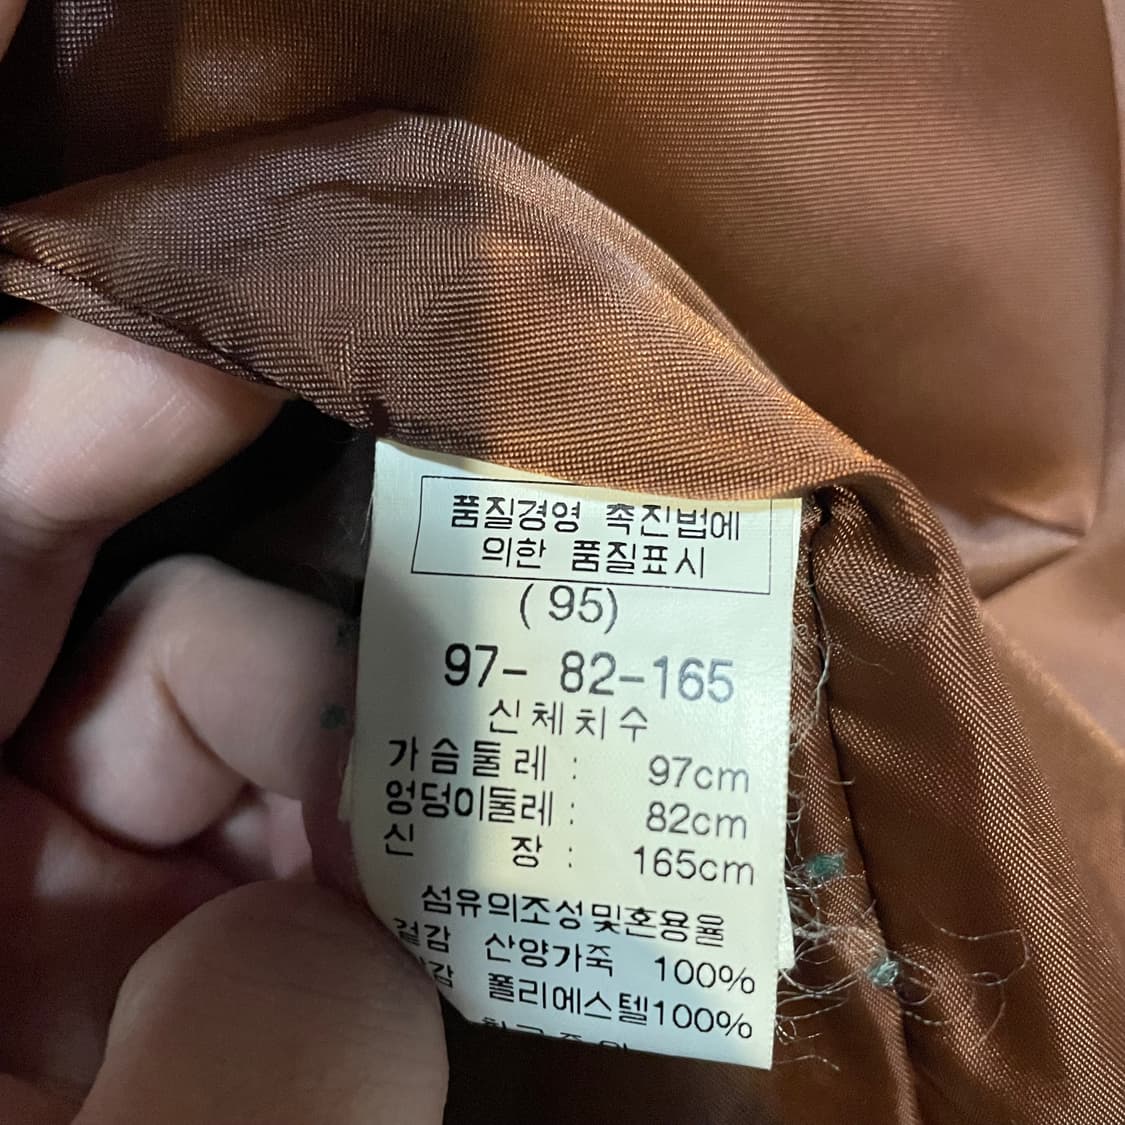 품질경영 촉진법에
의한 품질표시
(95)
97- 82-165
신체치수
가슴둘레 : 97cm
엉덩이둘레 : 82cm
신 장 : 165cm
섬유의조성및혼용율
겉감 산양가죽 100%
폴리에스텔100%